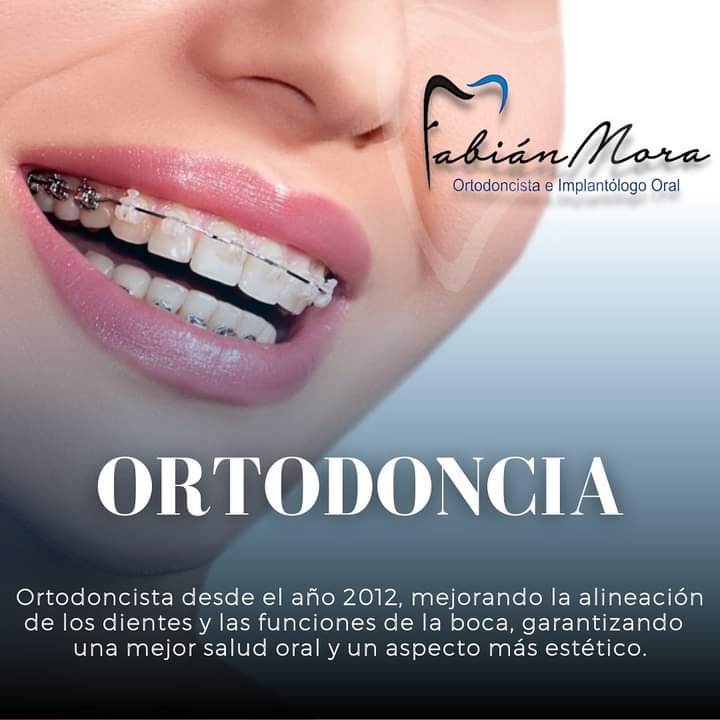 Fabián Mora
Ortodoncista e Implantólogo Oral
ORTODONCIA
Ortodoncista desde el año 2012, mejorando la alineación
de los dientes y las funciones de la boca, garantizando
una mejor salud oral y un aspecto más estético.